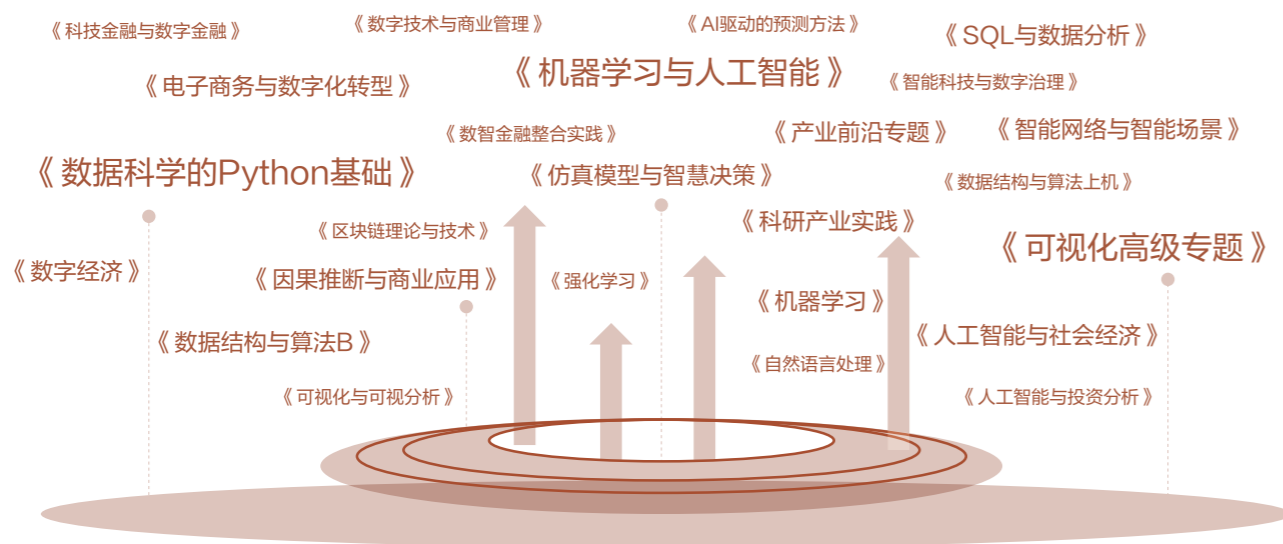 《 科技金融与数字金融 》
《 数字技术与商业管理 》
《 AI驱动的预测方法 》
《 SQL与数据分析 》
《 电子商务与数字化转型 》
《 机器学习与人工智能 》
《 智能科技与数字治理 》
《 数智金融整合实践 》
《 产业前沿专题 》
《 智能网络与智能场景 》
《 数据科学的Python基础 》
《 仿真模型与智慧决策 》
《 数据结构与算法上机 》
《 区块链理论与技术 》
《 科研产业实践 》
《 可视化高级专题 》
《 数字经济 》
《 因果推断与商业应用 》
《 强化学习 》
《 机器学习 》
《 数据结构与算法B 》
《 人工智能与社会经济 》
《 自然语言处理 》
《 可视化与可视分析 》
《 人工智能与投资分析 》